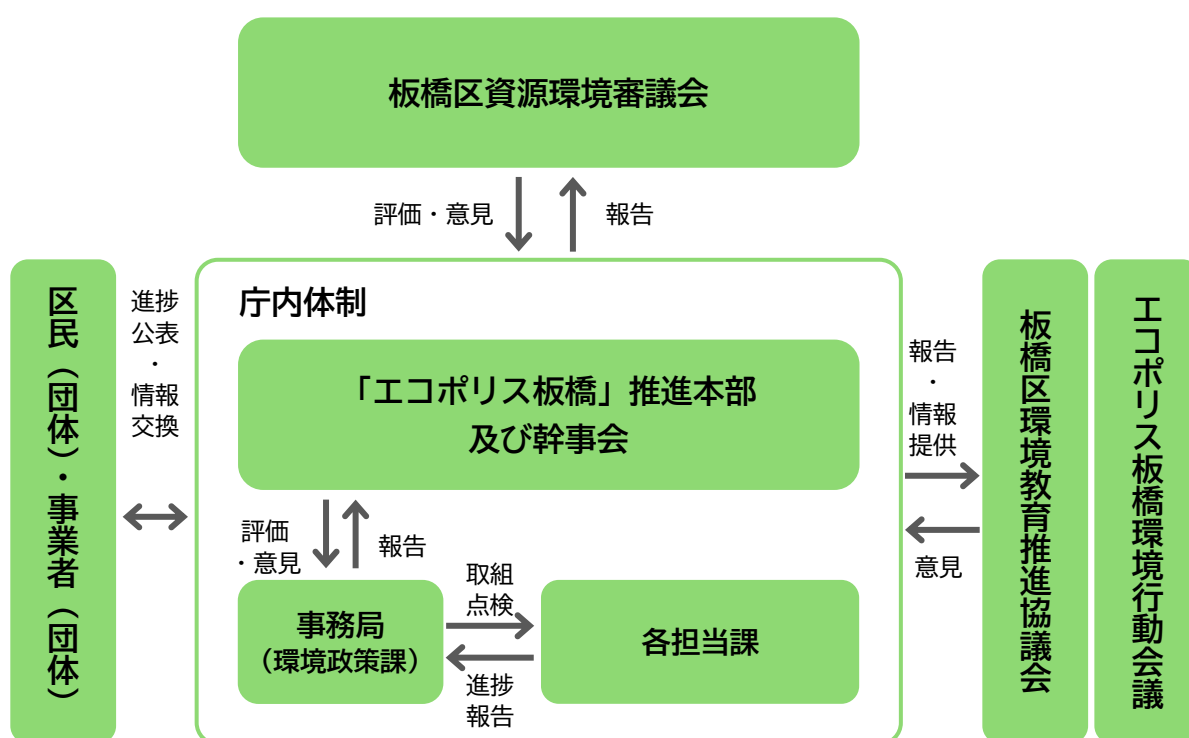 板橋区資源環境審議会
評価・意見
報告
区民（団体）・事業者（団体）
進捗
公表
・
情報
交換
庁内体制
「エコポリス板橋」推進本部
及び幹事会
評価
・意見
報告
事務局
（環境政策課）
取組
点検
進捗
報告
各担当課
報告
・
情報
提供
意見
板橋区環境教育推進協議会
エコポリス板橋環境行動会議